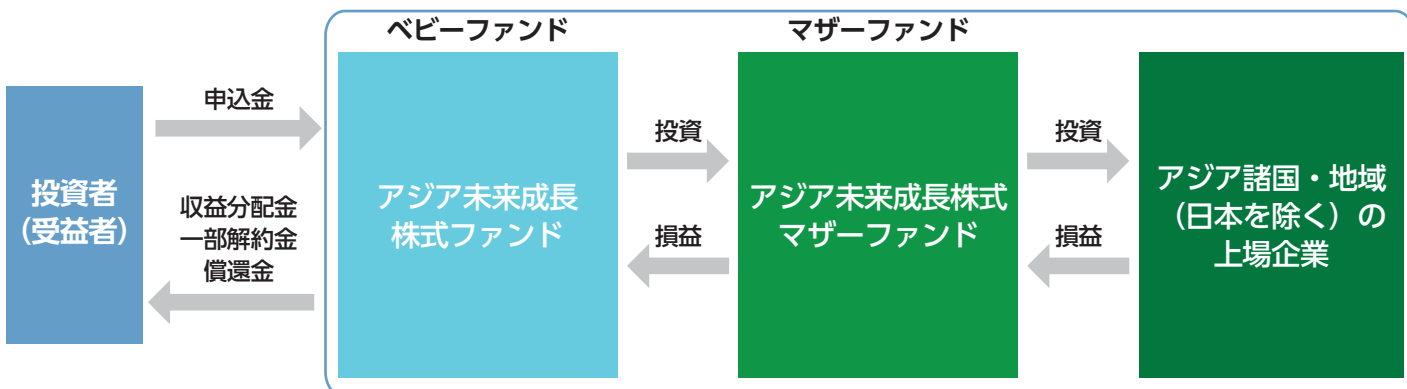 ベビーファンド
マザーファンド
投資者
（受益者）
申込金
収益分配金
一部解約金
償還金
アジア未来成長
株式ファンド
投資
損益
アジア未来成長株式
マザーファンド
投資
損益
アジア諸国・地域
（日本を除く）の
上場企業